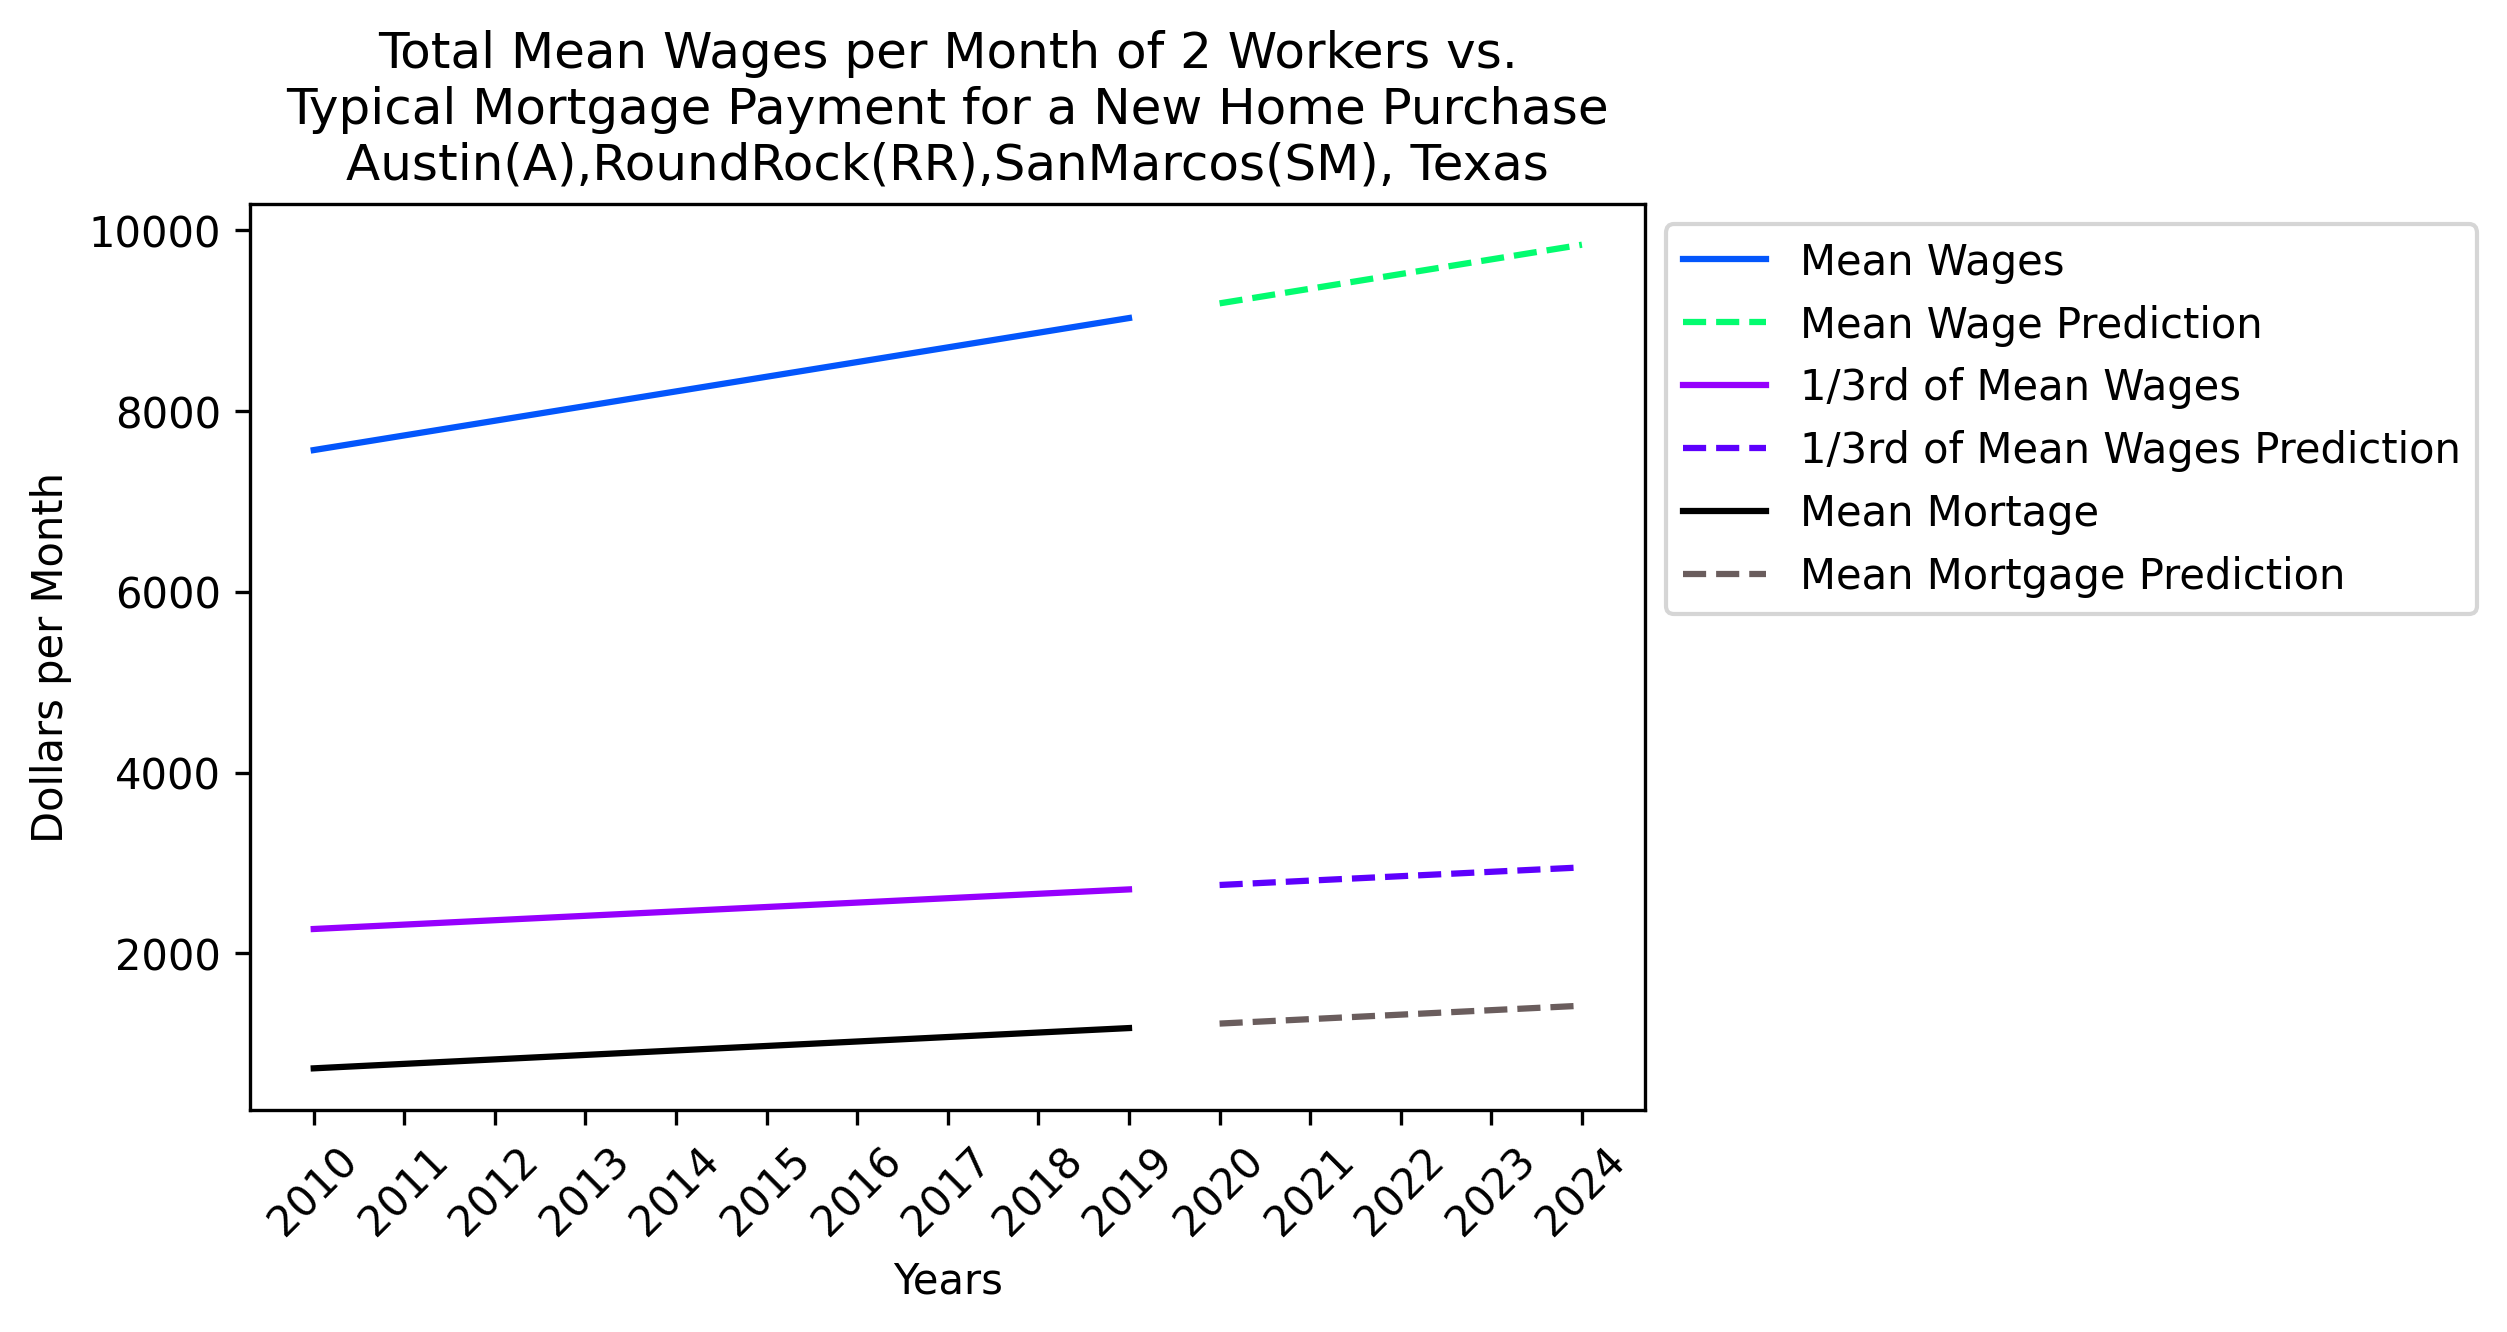 Total Mean Wages per Month of 2 Workers vs.
Typical Mortgage Payment for a New Home Purchase
Austin(A),RoundRock(RR),SanMarcos(SM), Texas
10000
8000
6000
4000
2000
Dollars per Month
2010
2011
2012
2013
2014
2015
2016
2017
2018
2019
2020
2021
2022
2023
2024
Years
Mean Wages
Mean Wage Prediction
1/3rd of Mean Wages
1/3rd of Mean Wages Prediction
Mean Mortage
Mean Mortgage Prediction